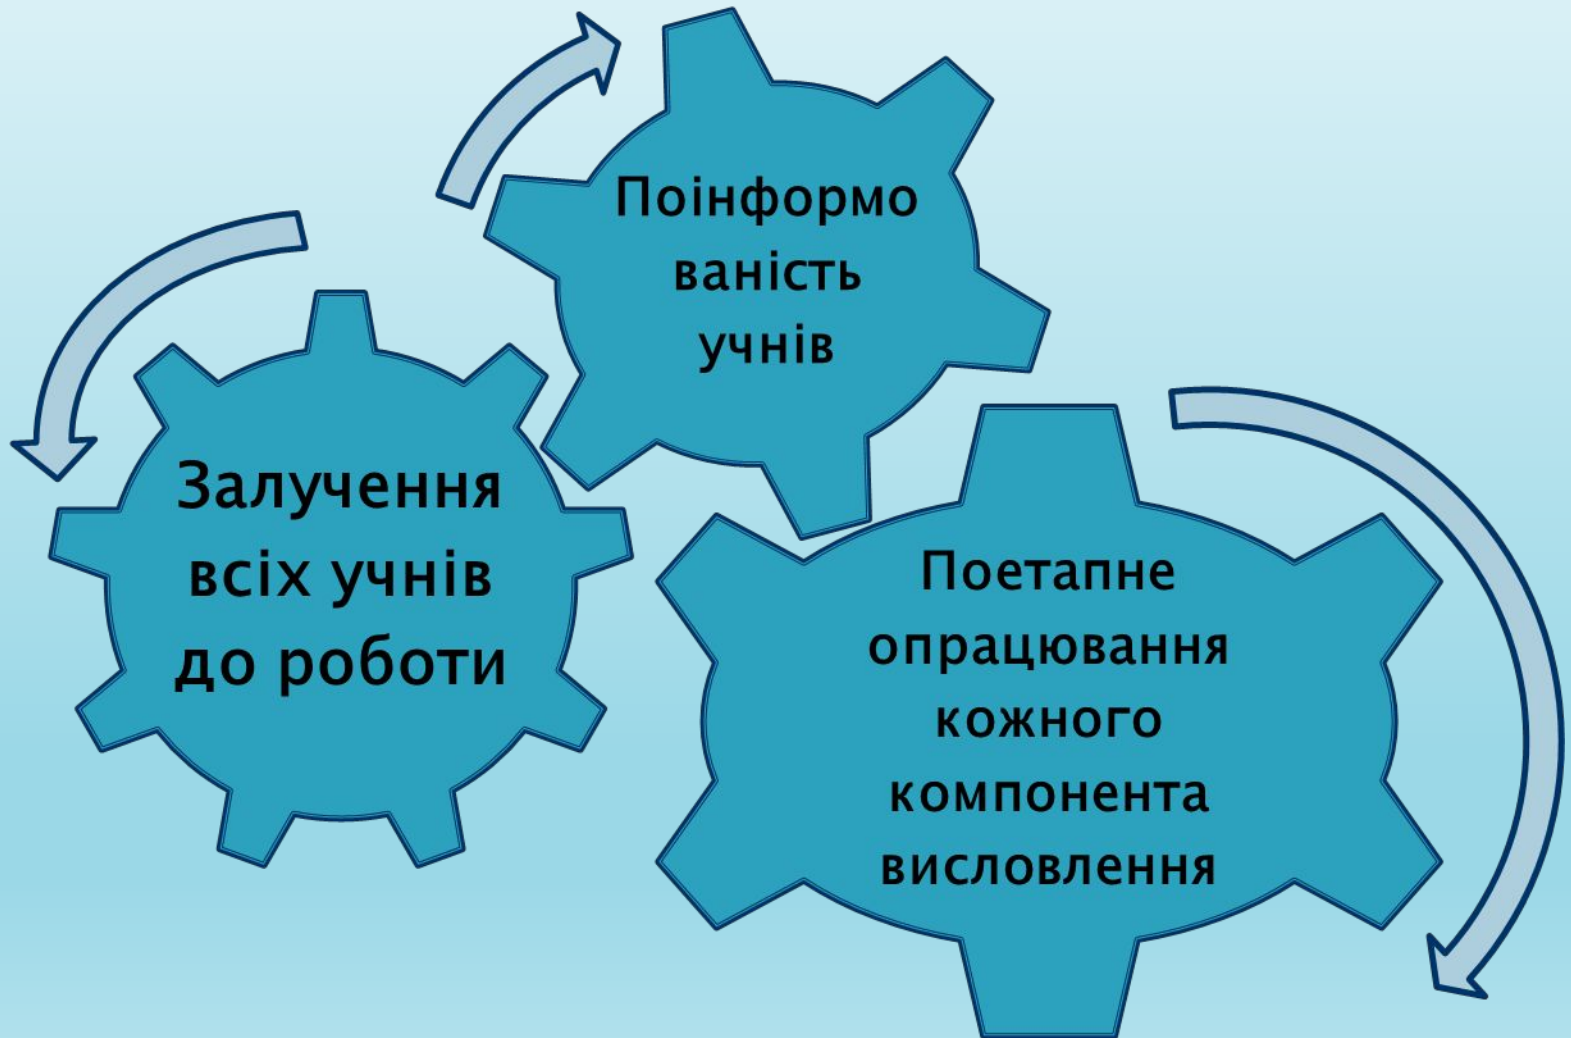 Поінформо
ваність
учнів
Залучення
всіх учнів
до роботи
Поетапне
опрацювання
кожного
компонента
висловлення